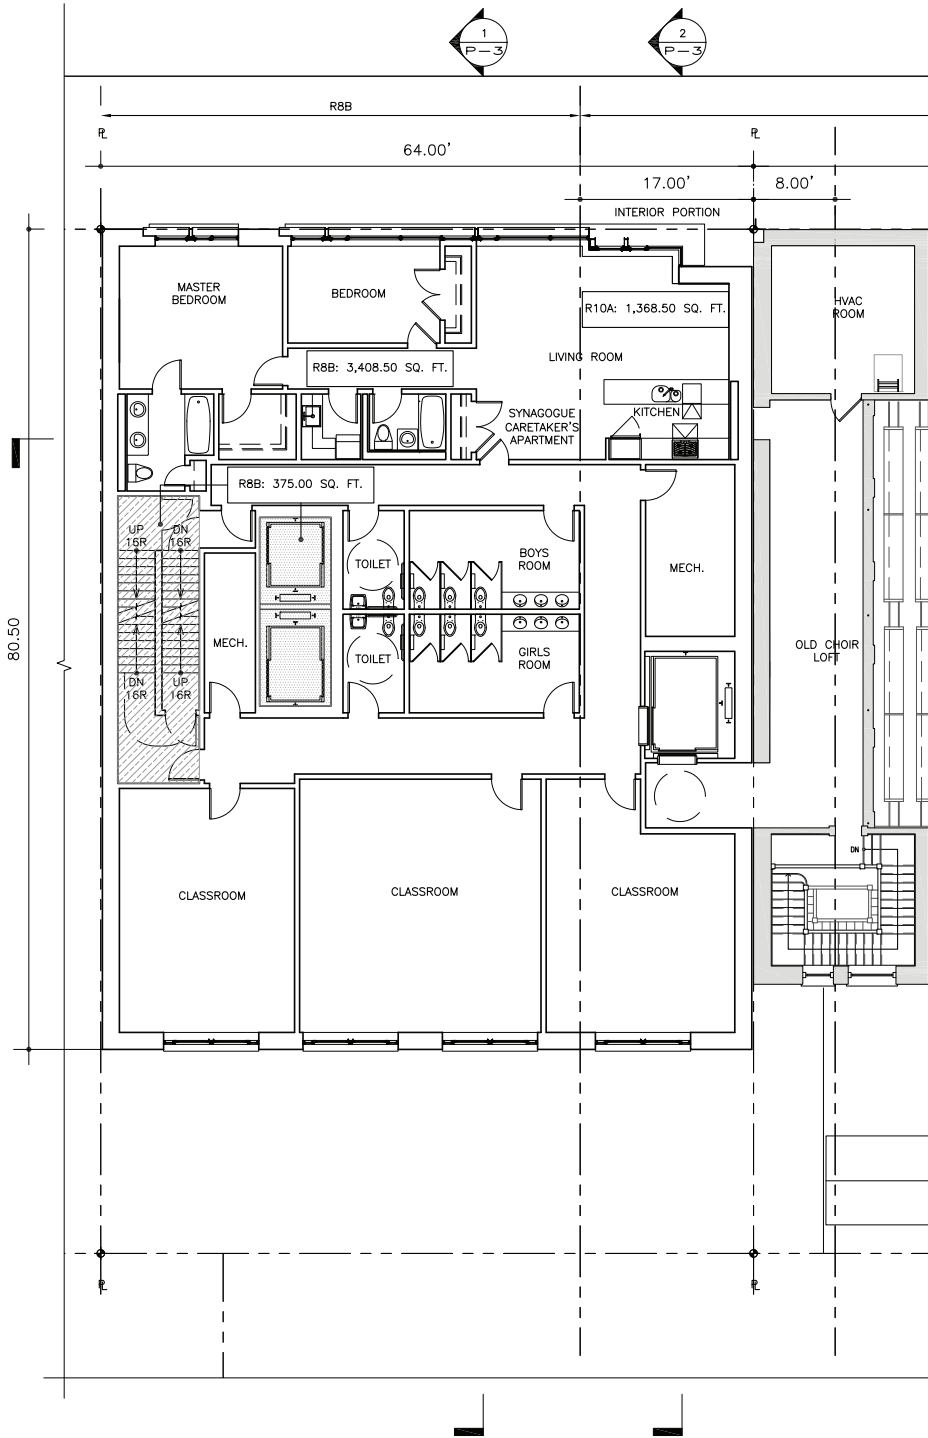 1
P-3
2
P-3
R8B
PL
PL
64.00'
17.00'
8.00'
INTERIOR PORTION
MASTER
BEDROOM
BEDROOM
R10A: 1,368.50 SQ. FT.
HVAC
ROOM
LIVING ROOM
R8B: 3,408.50 SQ. FT.
KITCHEN
SYNAGOGUE
CARETAKER'S
APARTMENT
R8B: 375.00 SQ. FT.
UP
16R
DN
16R
TOILET
BOYS
ROOM
MECH.
80.50
MECH.
TOILET
GIRLS
ROOM
OLD CHOIR
LOFT
DN
16R
UP
16R
DN
CLASSROOM
CLASSROOM
CLASSROOM
PL
PL